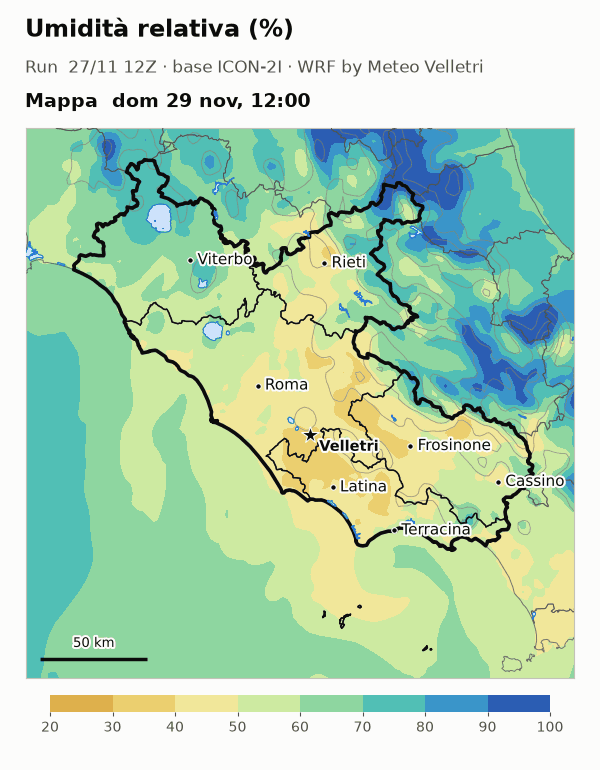 Umidità relativa (%)
Run  27/11 12Z · base ICON-2I · WRF by Meteo Velletri
Mappa  dom 29 nov, 12:00
Viterbo
Rieti
Roma
Velletri
Frosinone
Cassino
Latina
Terracina
50 km
20 30 40 50 60 70 80 90 100